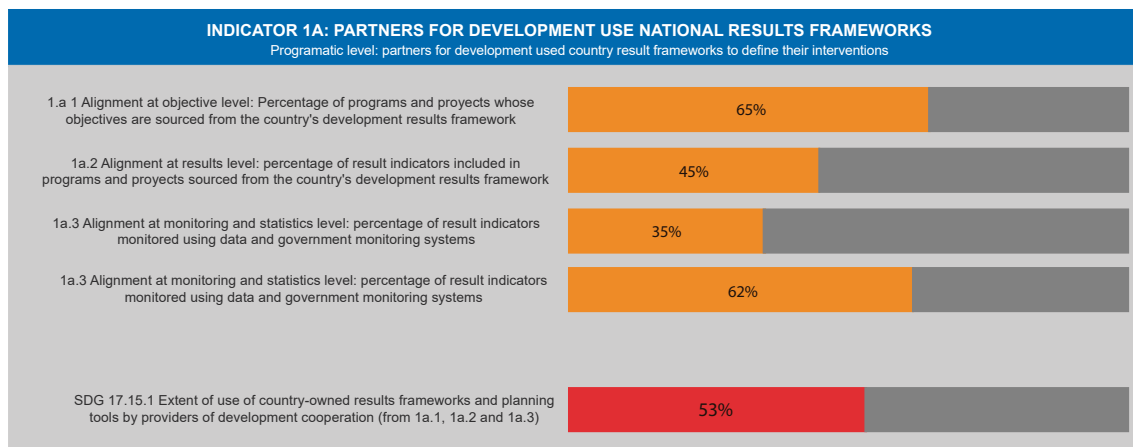 INDICATOR 1A: PARTNERS FOR DEVELOPMENT USE NATIONAL RESULTS FRAMEWORKS
Programatic level: partners for development used country result frameworks to define their interventions
1.a 1 Alignment at objective level: Percentage of programs and proyects whose
objectives are sourced from the country's development results framework
65%
1a.2 Alignment at results level: percentage of result indicators included in
programs and proyects sourced from the country's development results framework
45%
1a.3 Alignment at monitoring and statistics level: percentage of result indicators
monitored using data and government monitoring systems
35%
1a.3 Alignment at monitoring and statistics level: percentage of result indicators
monitored using data and government monitoring systems
62%
SDG 17.15.1 Extent of use of country-owned results frameworks and planning
tools by providers of development cooperation (from 1a.1, 1a.2 and 1a.3)
53%